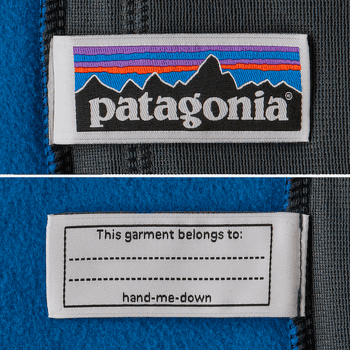 patagonia®
This garment belongs to:
hand-me-down